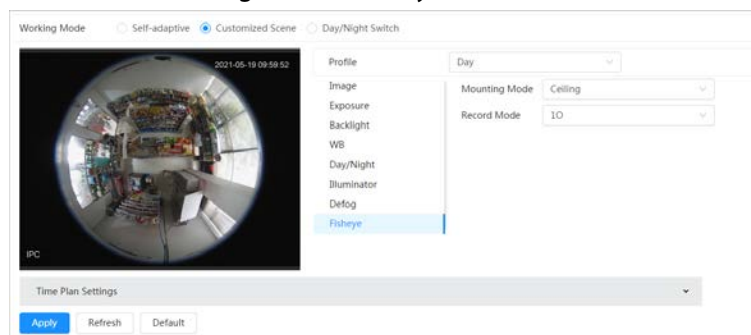 Working Mode Self-adaptive Customized Scene Day/Night Switch
2021-05-19 09:59:52
IPC
Profile Day
Image
Exposure
Backlight
WB
Day/Night
Illuminator
Defog
Fisheye
Mounting Mode Ceiling
Record Mode 1O
Time Plan Settings
Apply Refresh Default